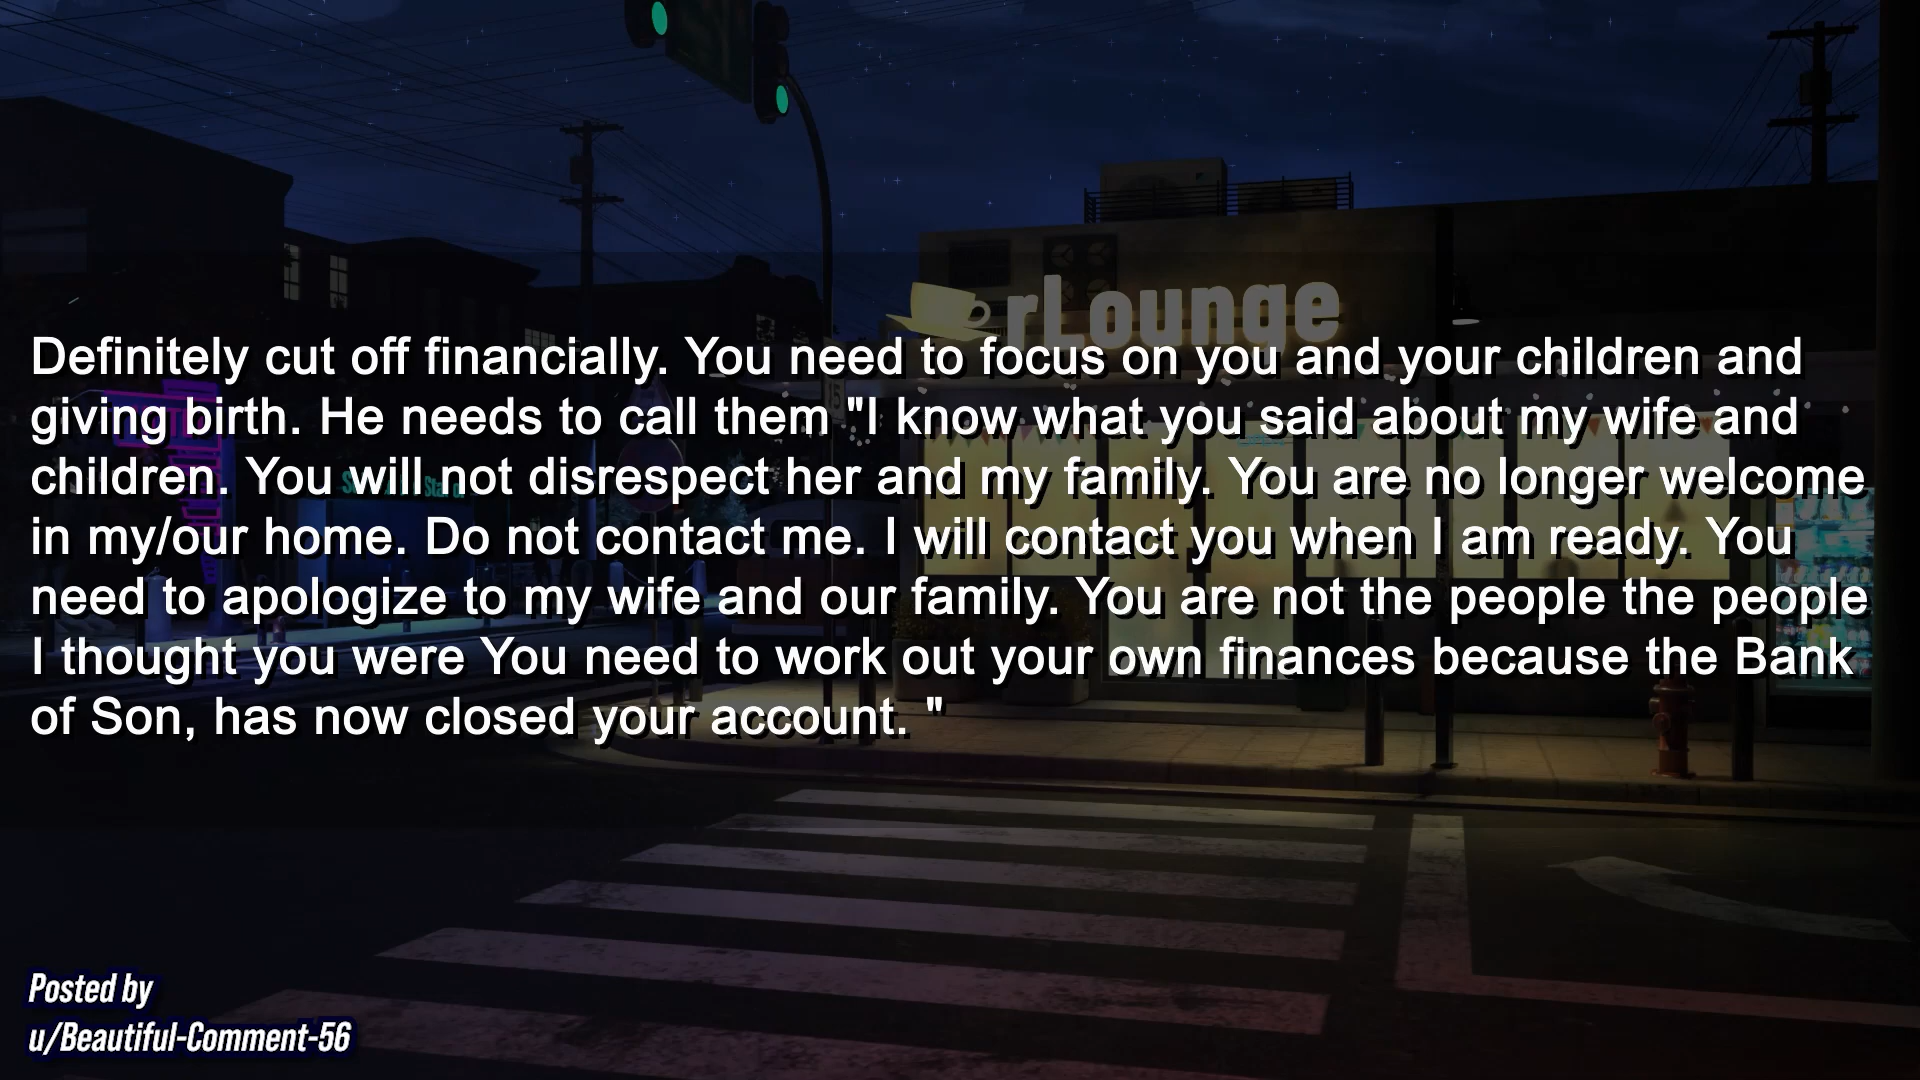 rLounge
Definitely cut off financially. You need to focus on you and your children and
giving birth. He needs to call them "I know what you said about my wife and
children. You will not disrespect her and my family. You are no longer welcome
in my/our home. Do not contact me. I will contact you when I am ready. You
need to apologize to my wife and our family. You are not the people the people
I thought you were You need to work out your own finances because the Bank
of Son, has now closed your account. "
Posted by
u/Beautiful-Comment-56